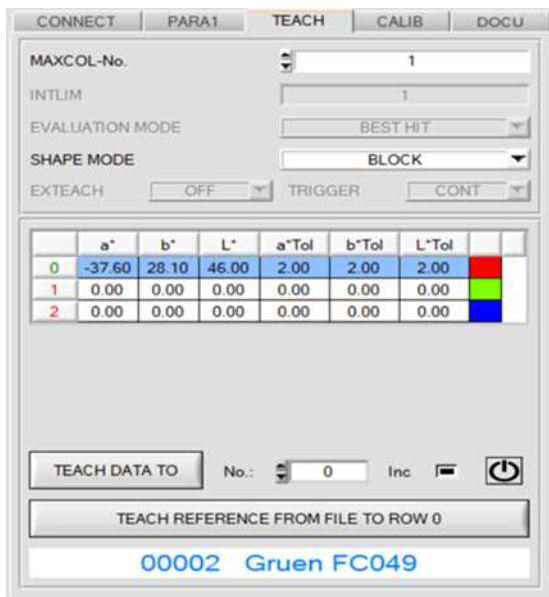 CONNECT PARA1 TEACH CALIB DOCU
MAXCOL-No. 1
INTLIM 1
EVALUATION MODE BEST HIT
SHAPE MODE BLOCK
EXTEACH OFF TRIGGER CONT
a* b* L* a*Tol b*Tol L*Tol
0 -37.60 28.10 46.00 2.00 2.00 2.00
1 0.00 0.00 0.00 0.00 0.00 0.00
2 0.00 0.00 0.00 0.00 0.00 0.00
TEACH DATA TO No.: 0 Inc
TEACH REFERENCE FROM FILE TO ROW 0
00002 Gruen FC049